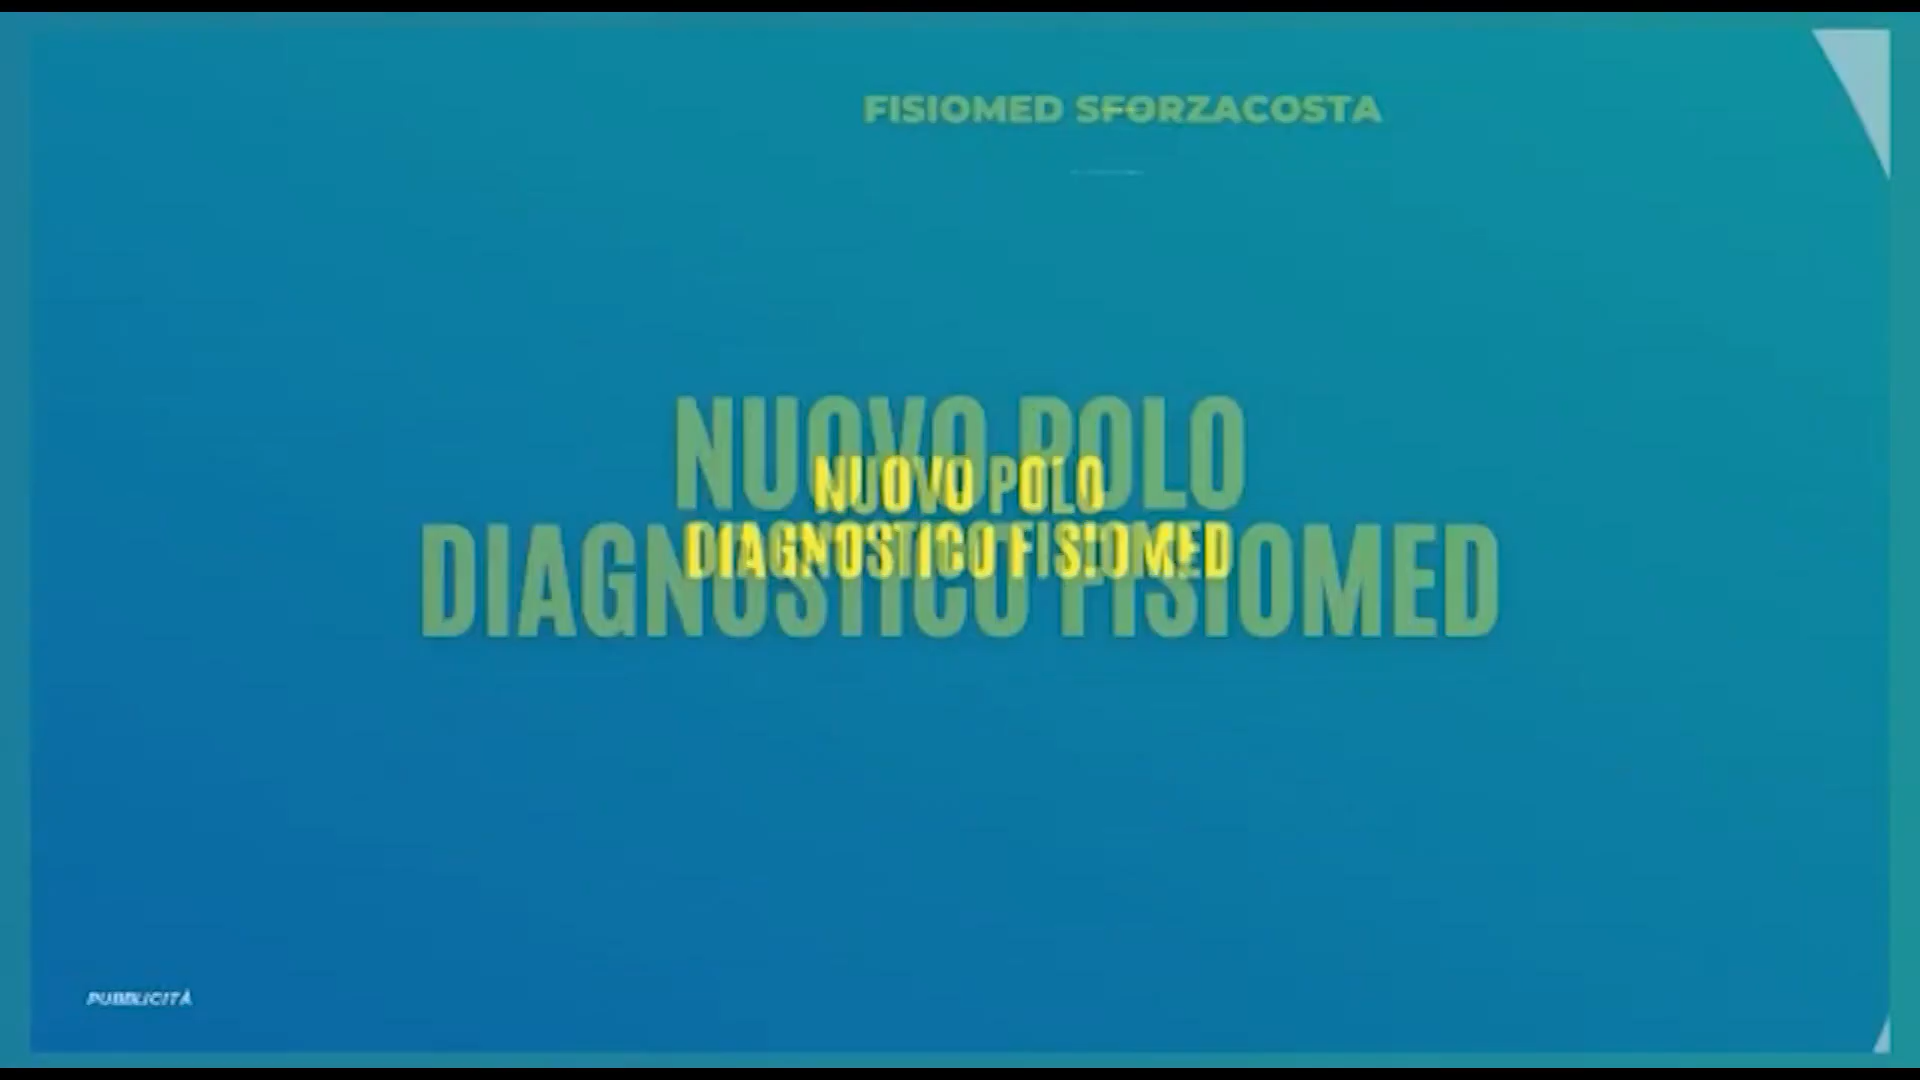 FISIOMED SFORZACOSTA
NUOVO POLO
NUOVO POLO
DIAGNOSTICO FISIOMED
DIAGNOSTICO FISIOMED
PUBBLICITÀ